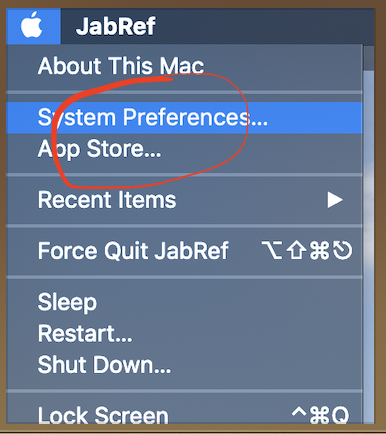 JabRef
About This Mac
System Preferences...
App Store...
Recent Items ▶
Force Quit JabRef ⌥⇧⌘⎋
Sleep
Restart...
Shut Down...
Lock Screen ^⌘Q